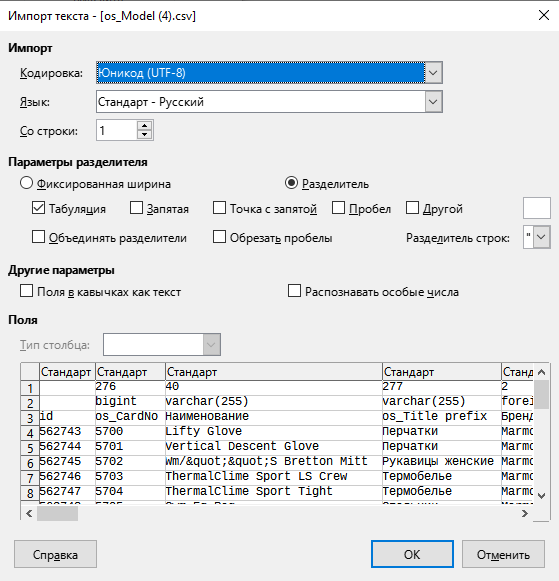 Импорт текста - [os_Model (4).csv]
Импорт
Кодировка: Юникод (UTF-8)
Язык: Стандарт - Русский
Со строки: 1
Параметры разделителя
Фиксированная ширина Разделитель
Табуляция Запятая Точка с запятой Пробел Другой
Объединять разделители Обрезать пробелы Разделитель строк: "
Другие параметры
Поля в кавычках как текст Распознавать особые числа
Поля
Тип столбца:
Стандарт Стандарт Стандарт Стандарт Станд
1 276 40 277 2
2 bigint varchar(255) varchar(255) forei
3 id os_CardNo Наименование os_Title prefix Бренд
4 562743 5700 Lifty Glove Перчатки Marmo
5 562744 5701 Vertical Descent Glove Перчатки Marmo
6 562745 5702 Wm/&quot;&quot;S Bretton Mitt Рукавицы женские Marmo
7 562746 5703 ThermalClime Sport LS Crew Термобелье Marmo
8 562747 5704 ThermalClime Sport Tight Термобелье Marmo
Справка OK Отменить